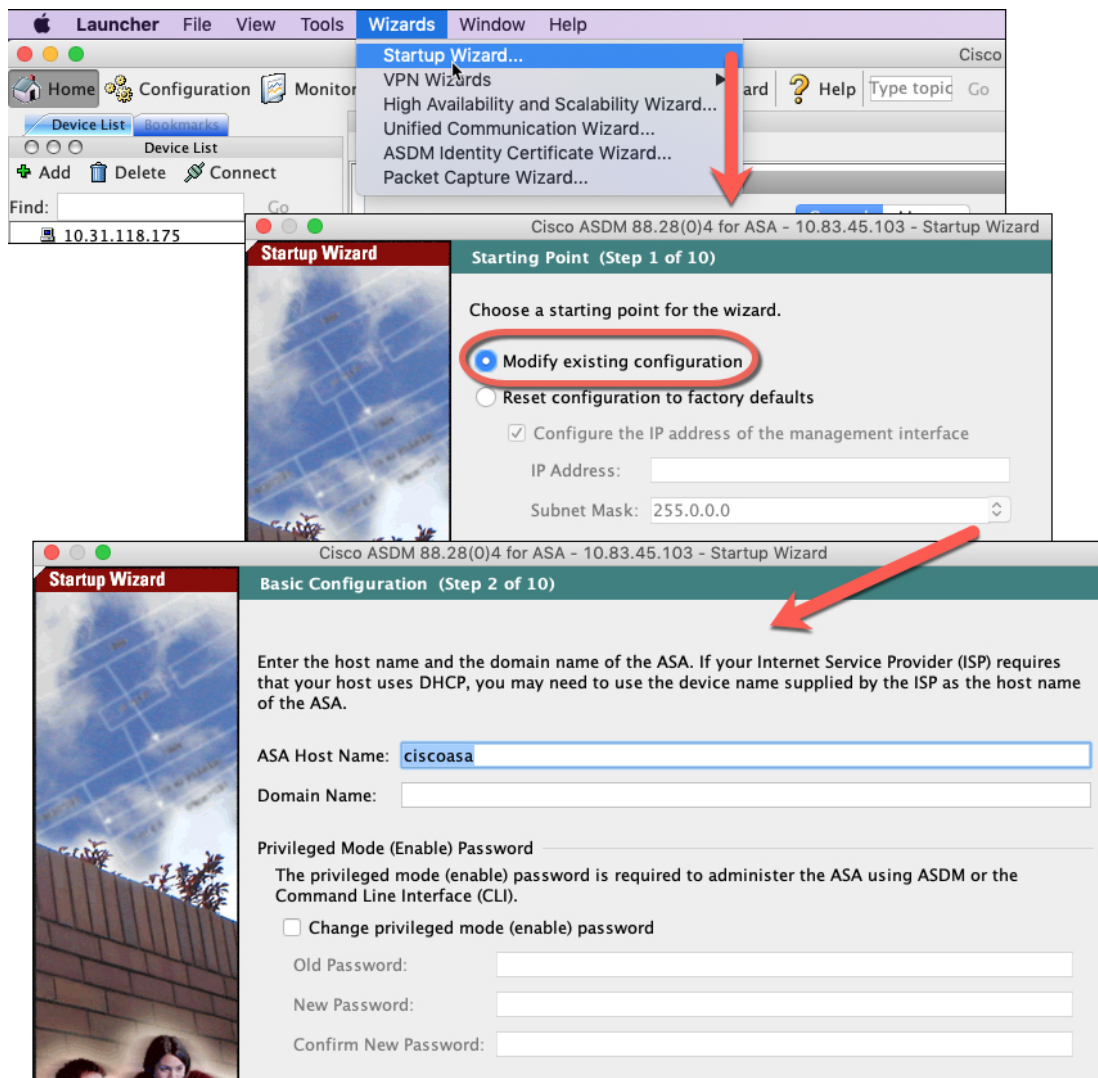 Launcher File View Tools Wizards Window Help
Startup Wizard...
VPN Wizards
High Availability and Scalability Wizard...
Unified Communication Wizard...
ASDM Identity Certificate Wizard...
Packet Capture Wizard...
Cisco
Home Configuration Monitor ard Help Type topic Go
Device List Bookmarks
Device List
Add Delete Connect
Find: Go
10.31.118.175
Cisco ASDM 88.28(0)4 for ASA - 10.83.45.103 - Startup Wizard
Startup Wizard
Starting Point (Step 1 of 10)
Choose a starting point for the wizard.
Modify existing configuration
Reset configuration to factory defaults
Configure the IP address of the management interface
IP Address:
Subnet Mask: 255.0.0.0
Cisco ASDM 88.28(0)4 for ASA - 10.83.45.103 - Startup Wizard
Startup Wizard
Basic Configuration (Step 2 of 10)
Enter the host name and the domain name of the ASA. If your Internet Service Provider (ISP) requires
that your host uses DHCP, you may need to use the device name supplied by the ISP as the host name
of the ASA.
ASA Host Name: ciscoasa
Domain Name:
Privileged Mode (Enable) Password
The privileged mode (enable) password is required to administer the ASA using ASDM or the
Command Line Interface (CLI).
Change privileged mode (enable) password
Old Password:
New Password:
Confirm New Password: